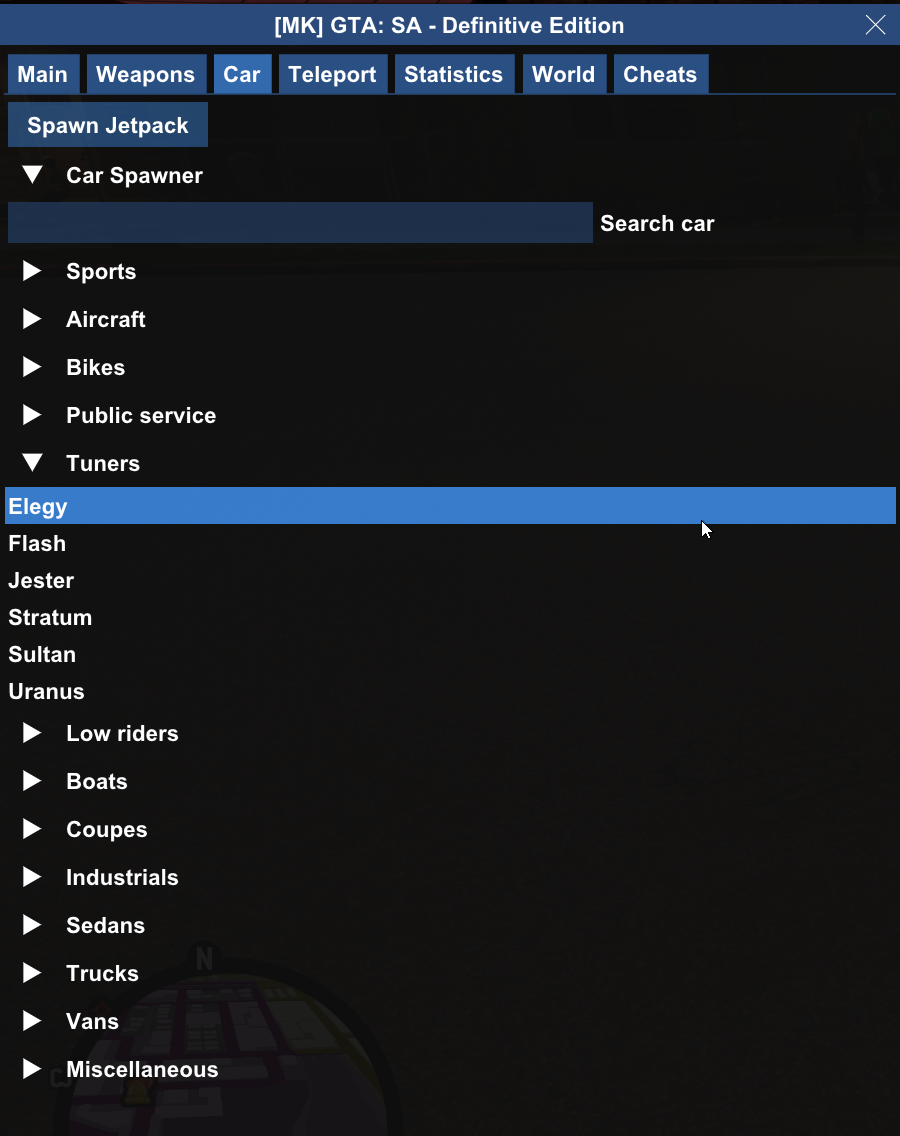 [MK] GTA: SA - Definitive Edition
Main Weapons Car Teleport Statistics World Cheats
Spawn Jetpack
Car Spawner
Search car
Sports
Aircraft
Bikes
Public service
Tuners
Elegy
Flash
Jester
Stratum
Sultan
Uranus
Low riders
Boats
Coupes
Industrials
Sedans
Trucks
Vans
N
Miscellaneous